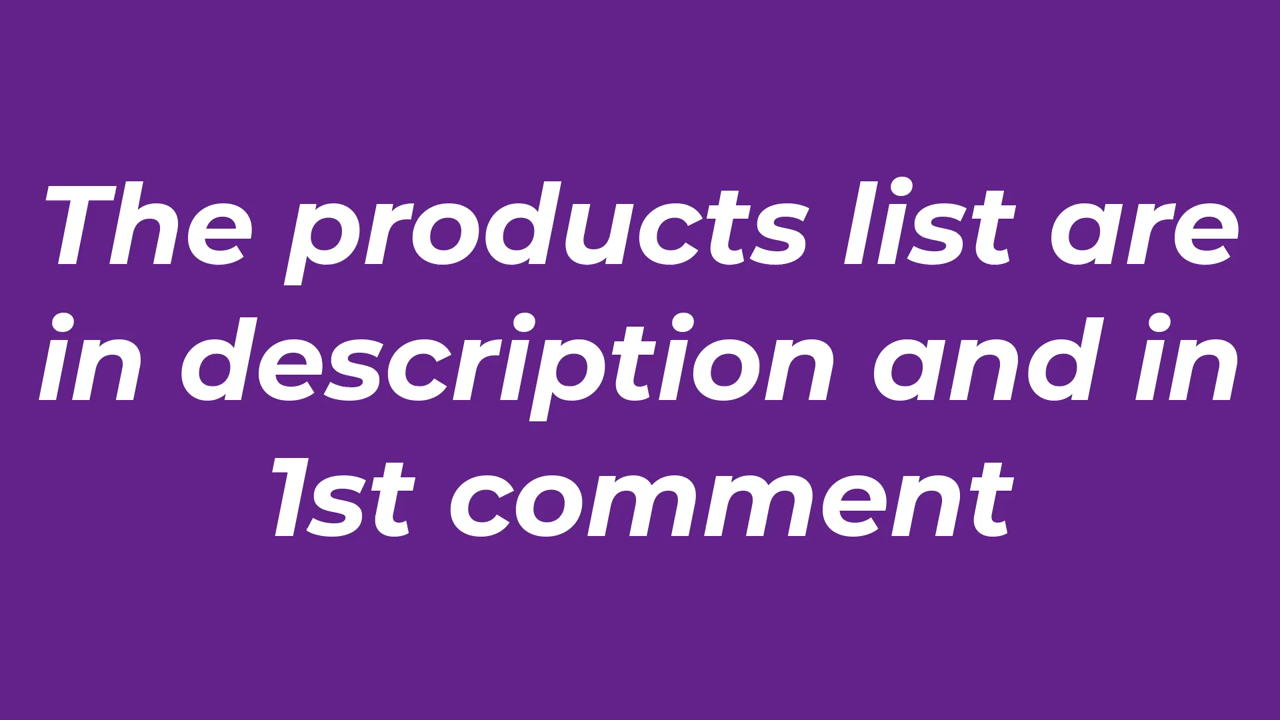 The products list are
in description and in
1st comment